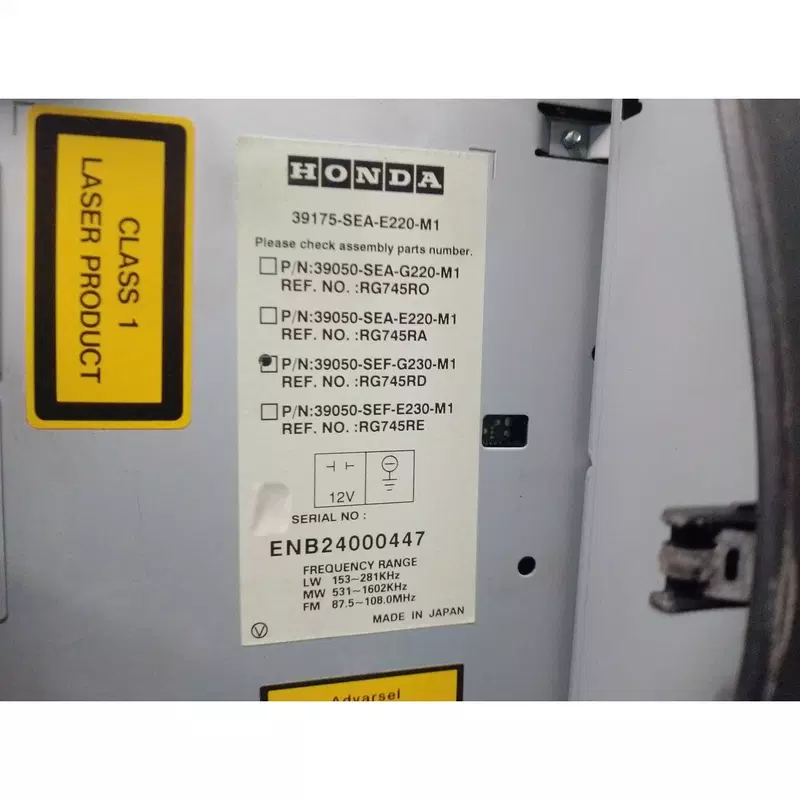 CLASS 1
LASER PRODUCT
HONDA
39175-SEA-E220-M1
Please check assembly parts number.
P/N:39050-SEA-G220-M1
REF. NO. :RG745RO
P/N:39050-SEA-E220-M1
REF. NO. :RG745RA
P/N:39050-SEF-G230-M1
REF. NO. :RG745RD
P/N:39050-SEF-E230-M1
REF. NO. :RG745RE
12V
SERIAL NO :
ENB24000447
FREQUENCY RANGE
LW 153~281KHz
MW 531~1602KHz
FM 87.5~108.0MHz
MADE IN JAPAN
V
Advarsel